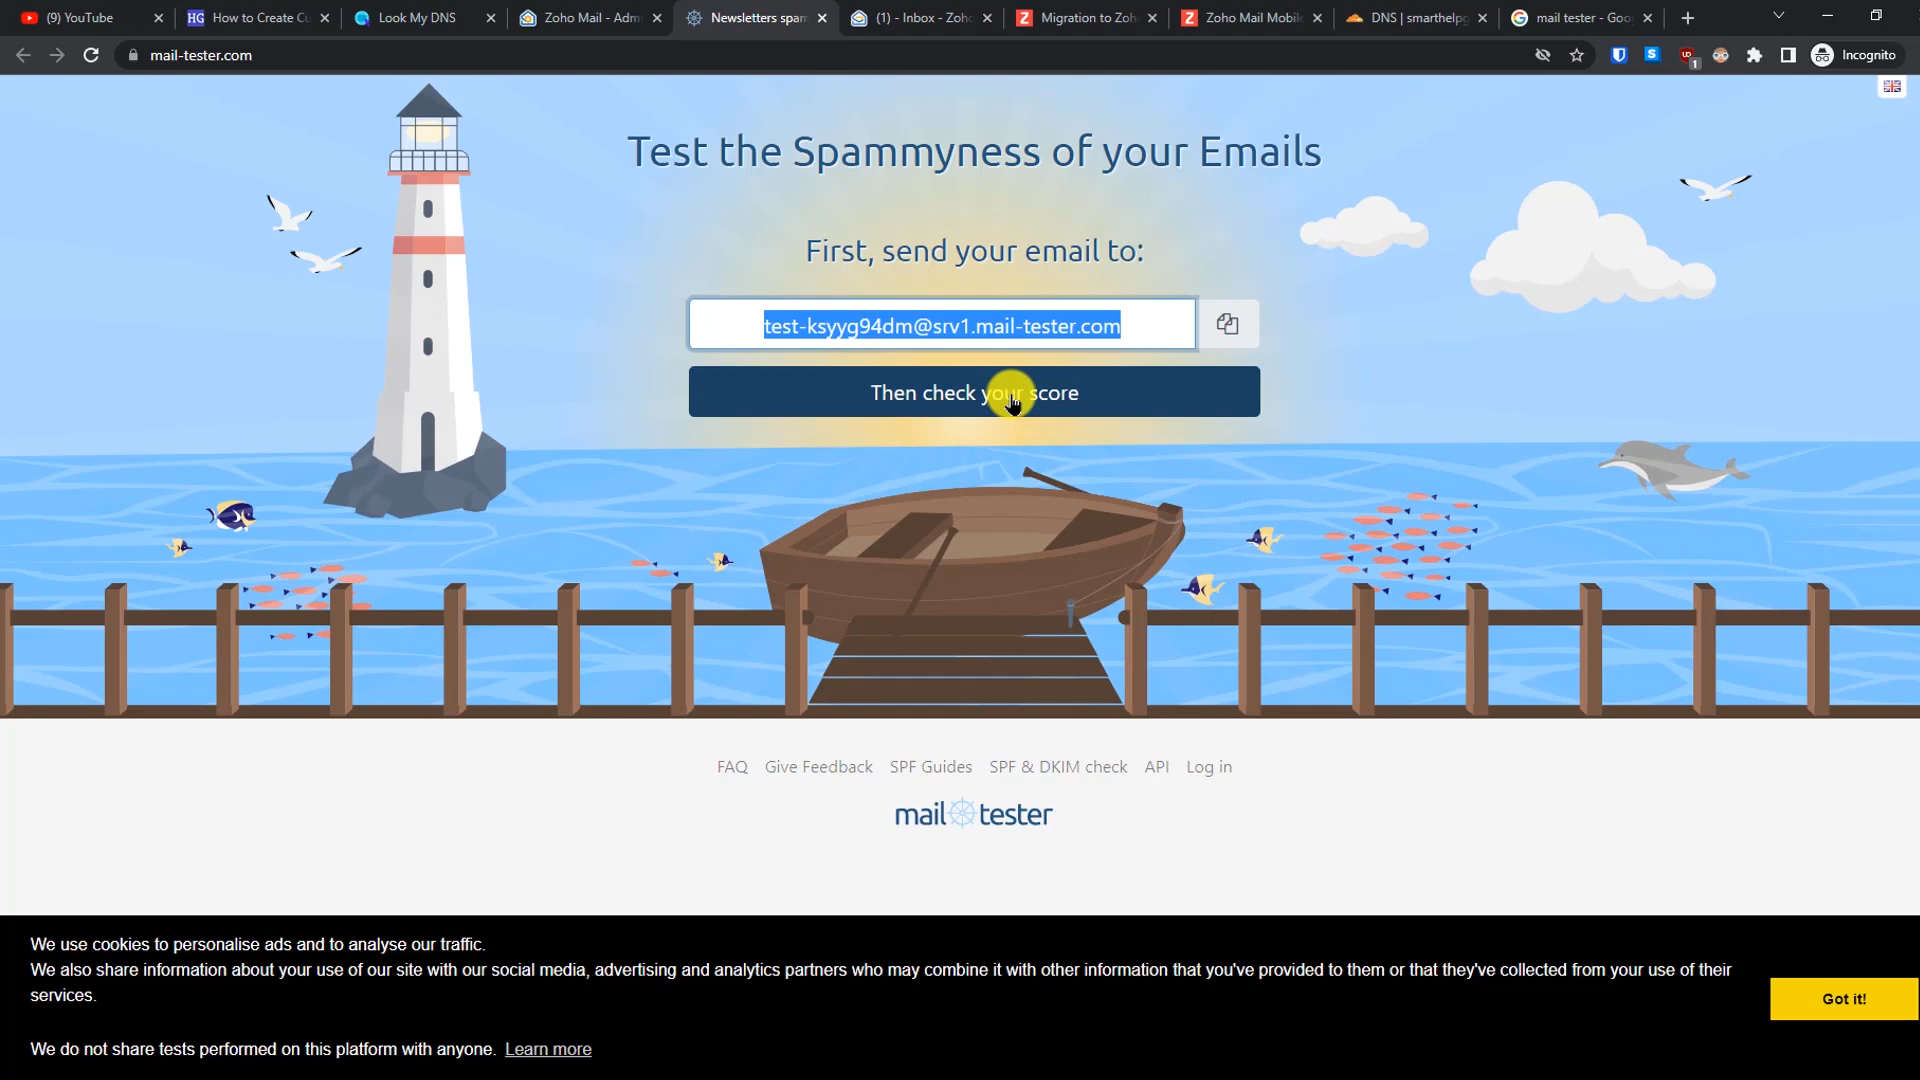 (9) YouTube
How to Create Cu
Look My DNS
Zoho Mail - Adm
Newsletters spam
(1) - Inbox - Zoh
Migration to Zoh
Zoho Mail Mobile
DNS | smarthelpg
mail tester - Goo
mail-tester.com
1
Incognito
Test the Spammyness of your Emails
First, send your email to:
test-ksyyg94dm@srv1.mail-tester.com
Then check your score
FAQ Give Feedback SPF Guides SPF & DKIM check API Log in
mail tester
We use cookies to personalise ads and to analyse our traffic.
We also share information about your use of our site with our social media, advertising and analytics partners who may combine it with other information that you've provided to them or that they've collected from your use of their
services.
Got it!
We do not share tests performed on this platform with anyone. Learn more